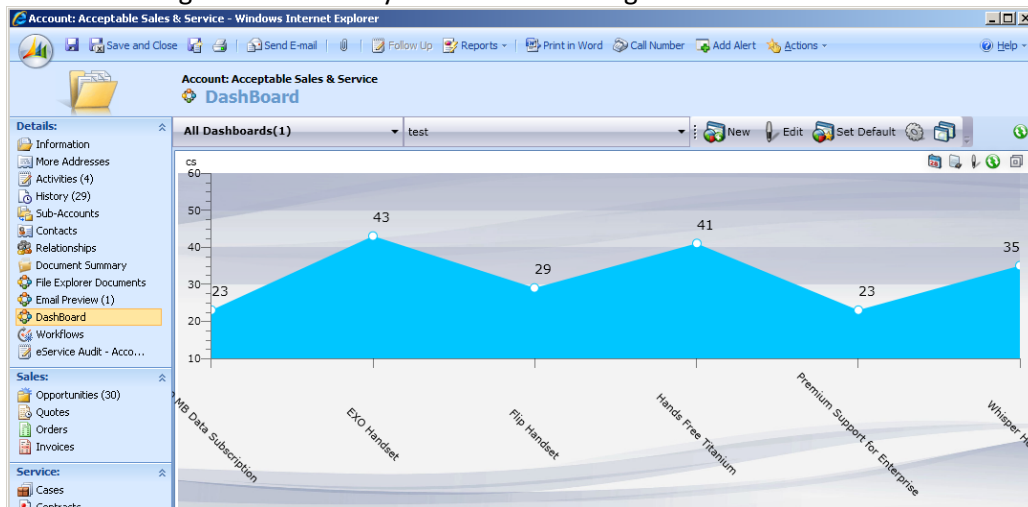 Account: Acceptable Sales & Service - Windows Internet Explorer
Save and Close Send E-mail Follow Up Reports Print in Word Call Number Add Alert Actions Help
Account: Acceptable Sales & Service
DashBoard
Details:
Information
More Addresses
Activities (4)
History (29)
Sub-Accounts
Contacts
Relationships
Document Summary
File Explorer Documents
Email Preview (1)
DashBoard
Workflows
eService Audit - Acco...
Sales:
Opportunities (30)
Quotes
Orders
Invoices
Service:
Cases
Contracts
All Dashboards(1) test New Edit Set Default
cs
60
50
40
30
20
10
23
43
29
41
23
35
MB Data Subscription
EXO Handset
Flip Handset
Hands Free Titanium
Premium Support for Enterprise
Whisper